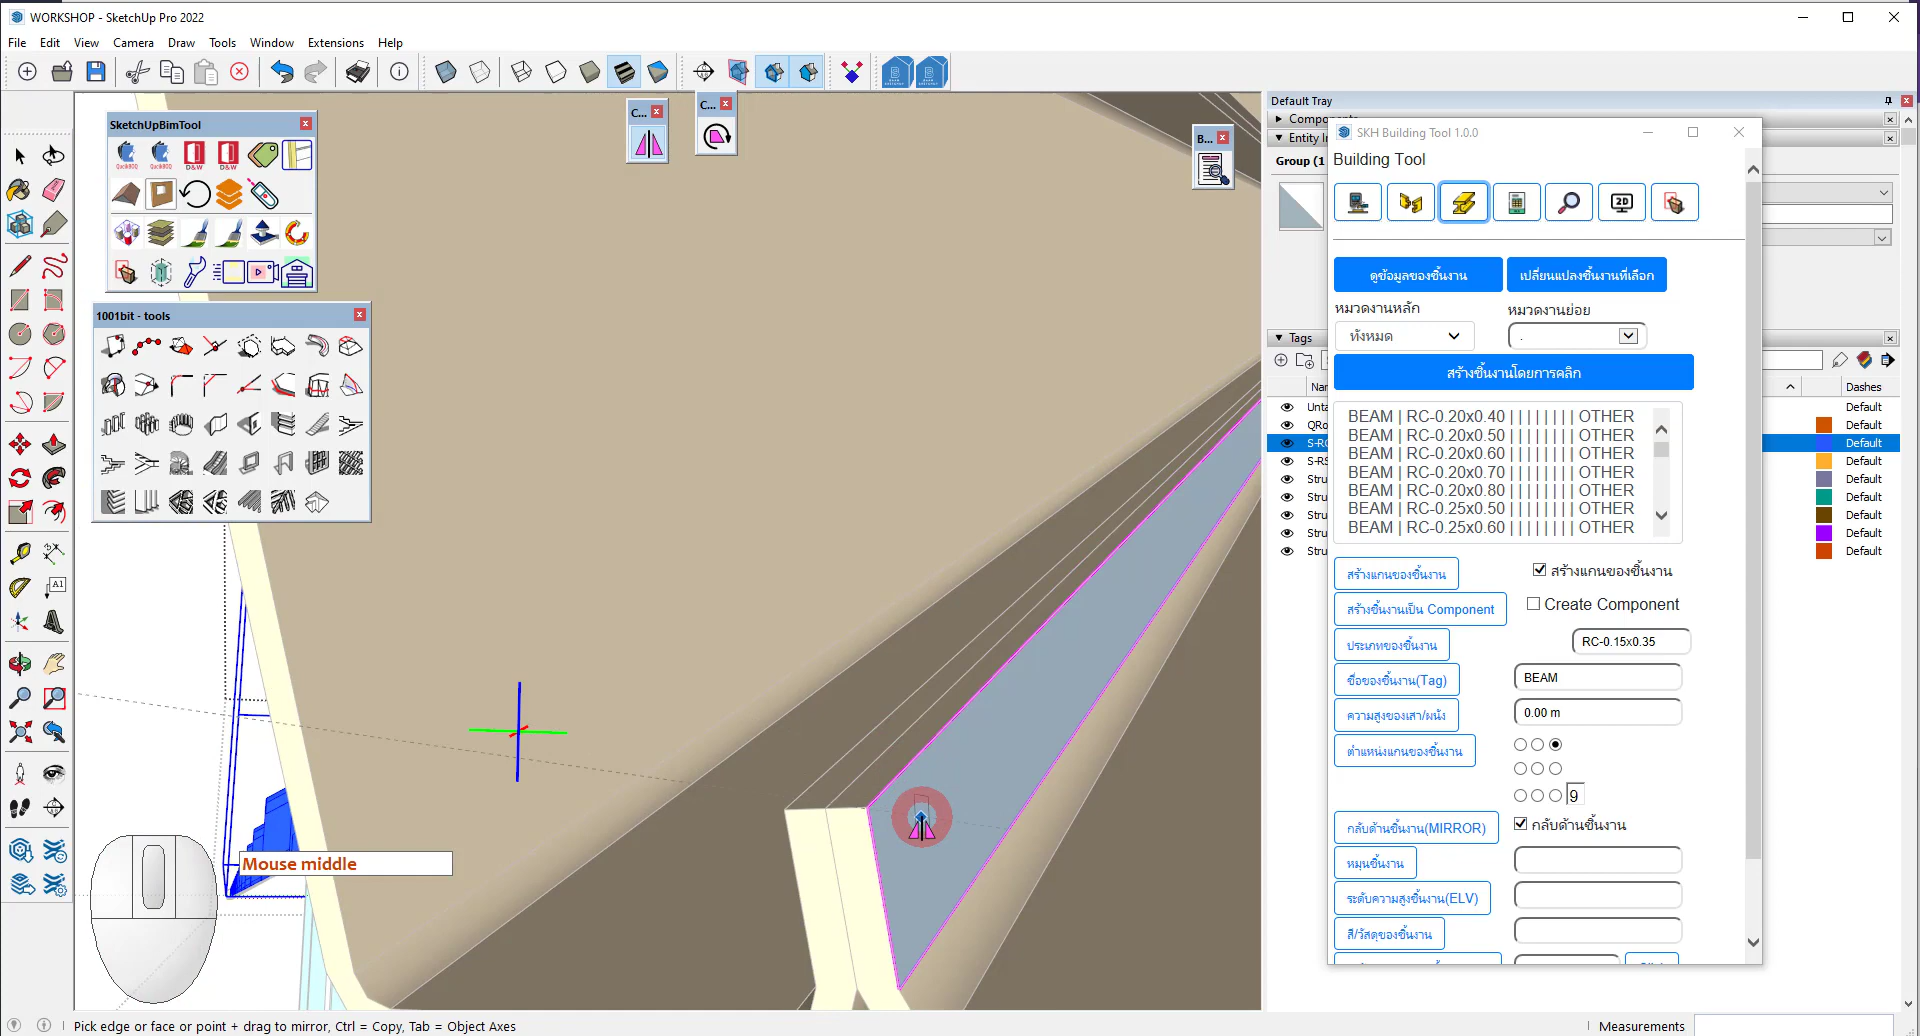 WORKSHOP - SketchUp Pro 2022
File Edit View Camera Draw Tools Window Extensions Help
SketchUpBimTool
C...
C...
B...
1001bit - tools
Mouse middle
Default Tray
Entity In
Group (1
Tags
Dashes
Unta Default
QRo Default
Default
Default
Stru Default
Stru Default
Stru Default
Stru Default
Stru Default
SKH Building Tool 1.0.0
Building Tool
2D
ดูข้อมูลของชิ้นงาน เปลี่ยนแปลงชิ้นงานที่เลือก
หมวดงานหลัก หมวดงานย่อย
ทั้งหมด .
สร้างชิ้นงานโดยการคลิก
BEAM | RC-0.20x0.40 | | | | | | | | OTHER
BEAM | RC-0.20x0.50 | | | | | | | | OTHER
BEAM | RC-0.20x0.60 | | | | | | | | OTHER
BEAM | RC-0.20x0.70 | | | | | | | | OTHER
BEAM | RC-0.20x0.80 | | | | | | | | OTHER
BEAM | RC-0.25x0.50 | | | | | | | | OTHER
BEAM | RC-0.25x0.60 | | | | | | | | OTHER
สร้างแกนของชิ้นงาน สร้างแกนของชิ้นงาน
สร้างชิ้นงานเป็น Component Create Component
ประเภทของชิ้นงาน RC-0.15x0.35
ชื่อของชิ้นงาน(Tag) BEAM
ความสูงของเสา/ผนัง 0.00 m
ตำแหน่งแกนของชิ้นงาน
9
กลับด้านชิ้นงาน(MIRROR) กลับด้านชิ้นงาน
หมุนชิ้นงาน
ระดับความสูงชิ้นงาน(ELV)
สี/วัสดุของชิ้นงาน
Pick edge or face or point + drag to mirror, Ctrl = Copy, Tab = Object Axes
Measurements